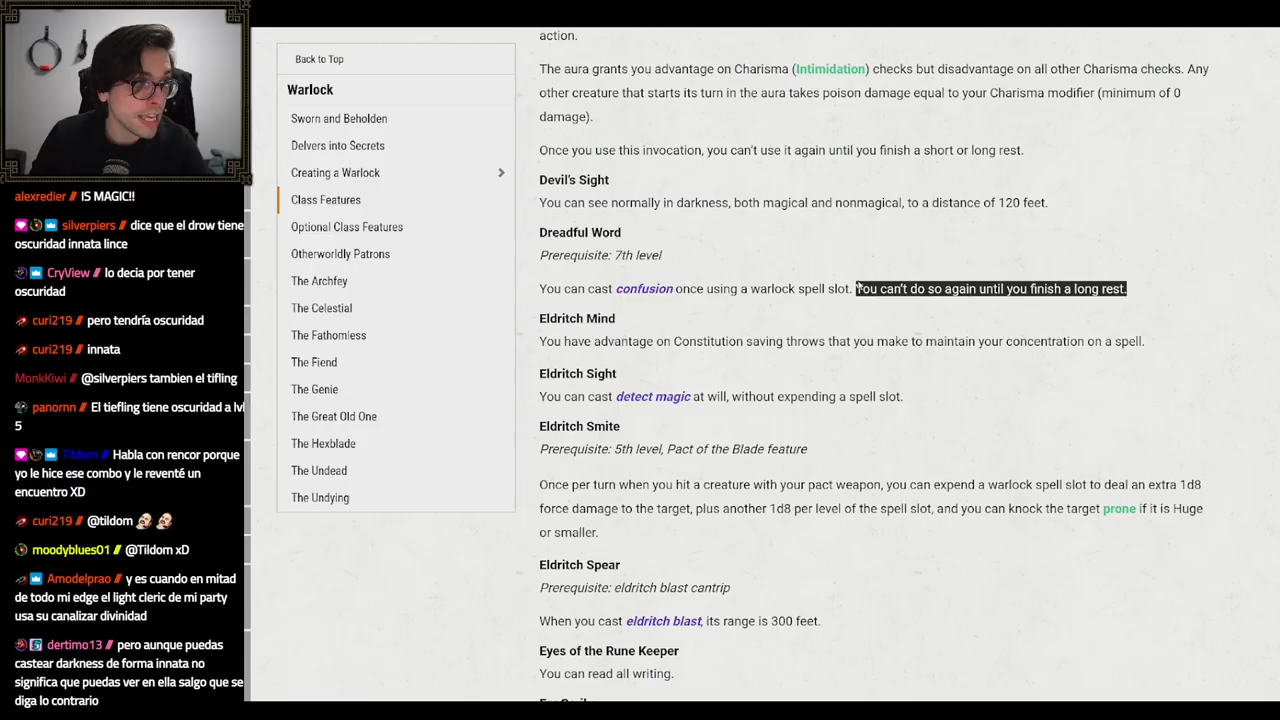 alexredier // IS MAGIC!!
silverpiers // dice que el drow tiene
oscuridad innata lince
CryView // lo decia por tener
oscuridad
curi219 // pero tendría oscuridad
curi219 // innata
MonkKiwi // @silverpiers tambien el tifling
panornn // El tiefling tiene oscuridad a lvl
5
Tildom // Habla con rencor porque
yo le hice ese combo y le reventé un
encuentro XD
curi219 // @tildom
moodyblues01 // @Tildom xD
Amodelprao // y es cuando en mitad
de todo mi edge el light cleric de mi party
usa su canalizar divinidad
dertimo13 // pero aunque puedas
castear darkness de forma innata no
significa que puedas ver en ella salgo que se
diga lo contrario
Back to Top
Warlock
Sworn and Beholden
Delvers into Secrets
Creating a Warlock
Class Features
Optional Class Features
Otherworldly Patrons
The Archfey
The Celestial
The Fathomless
The Fiend
The Genie
The Great Old One
The Hexblade
The Undead
The Undying
action.
The aura grants you advantage on Charisma (Intimidation) checks but disadvantage on all other Charisma checks. Any
other creature that starts its turn in the aura takes poison damage equal to your Charisma modifier (minimum of 0
damage).
Once you use this invocation, you can't use it again until you finish a short or long rest.
Devil's Sight
You can see normally in darkness, both magical and nonmagical, to a distance of 120 feet.
Dreadful Word
Prerequisite: 7th level
You can cast confusion once using a warlock spell slot. You can't do so again until you finish a long rest.
Eldritch Mind
You have advantage on Constitution saving throws that you make to maintain your concentration on a spell.
Eldritch Sight
You can cast detect magic at will, without expending a spell slot.
Eldritch Smite
Prerequisite: 5th level, Pact of the Blade feature
Once per turn when you hit a creature with your pact weapon, you can expend a warlock spell slot to deal an extra 1d8
force damage to the target, plus another 1d8 per level of the spell slot, and you can knock the target prone if it is Huge
or smaller.
Eldritch Spear
Prerequisite: eldritch blast cantrip
When you cast eldritch blast, its range is 300 feet.
Eyes of the Rune Keeper
You can read all writing.